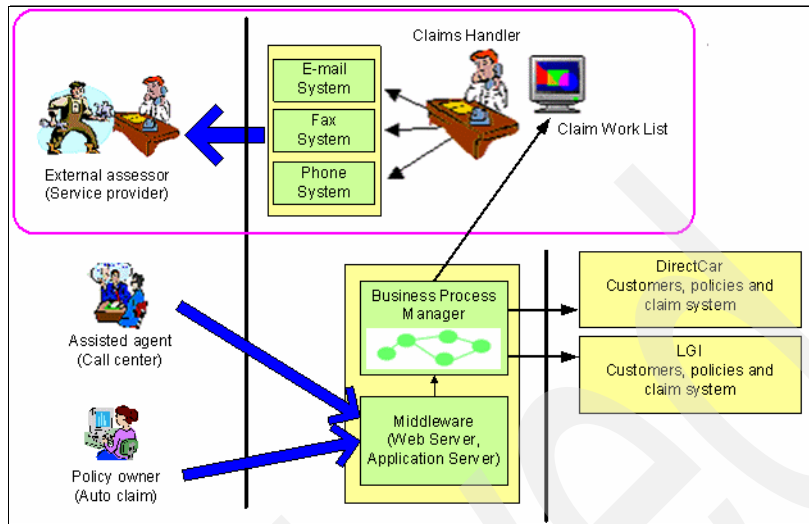 Claims Handler
E-mail
System
Fax
System
Phone
System
Claim Work List
External assessor
(Service provider)
Assisted agent
(Call center)
Policy owner
(Auto claim)
Business Process
Manager
Middleware
(Web Server,
Application Server)
DirectCar
Customers, policies and
claim system
LGI
Customers, policies and
claim system